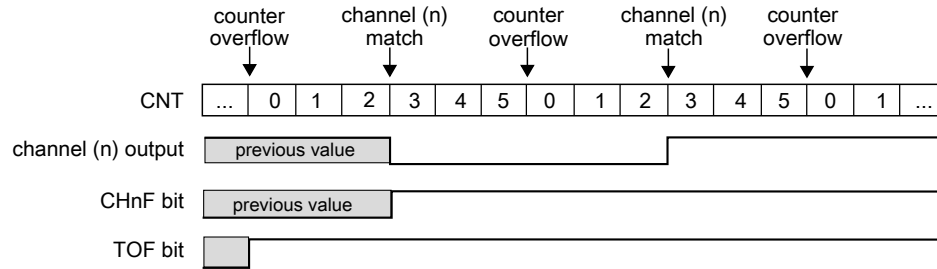 counter overflow channel (n) match counter overflow channel (n) match counter overflow
CNT ... 0 1 2 3 4 5 0 1 2 3 4 5 0 1 ...
channel (n) output previous value
CHnF bit previous value
TOF bit